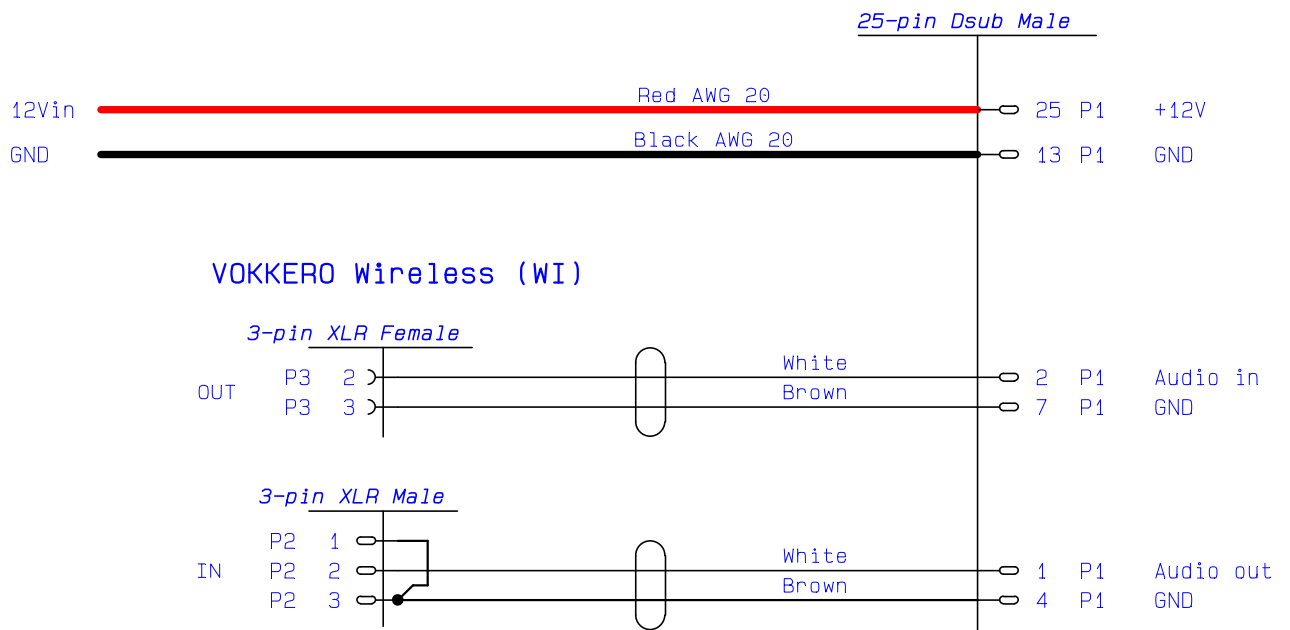 25-pin Dsub Male
Red AWG 20
12Vin 25 P1 +12V
Black AWG 20
GND 13 P1 GND
VOKKERO Wireless (WI)
3-pin XLR Female
White
P3 2 2 P1 Audio in
OUT Brown
P3 3 7 P1 GND
3-pin XLR Male
P2 1
White
IN P2 2 1 P1 Audio out
Brown
P2 3 4 P1 GND